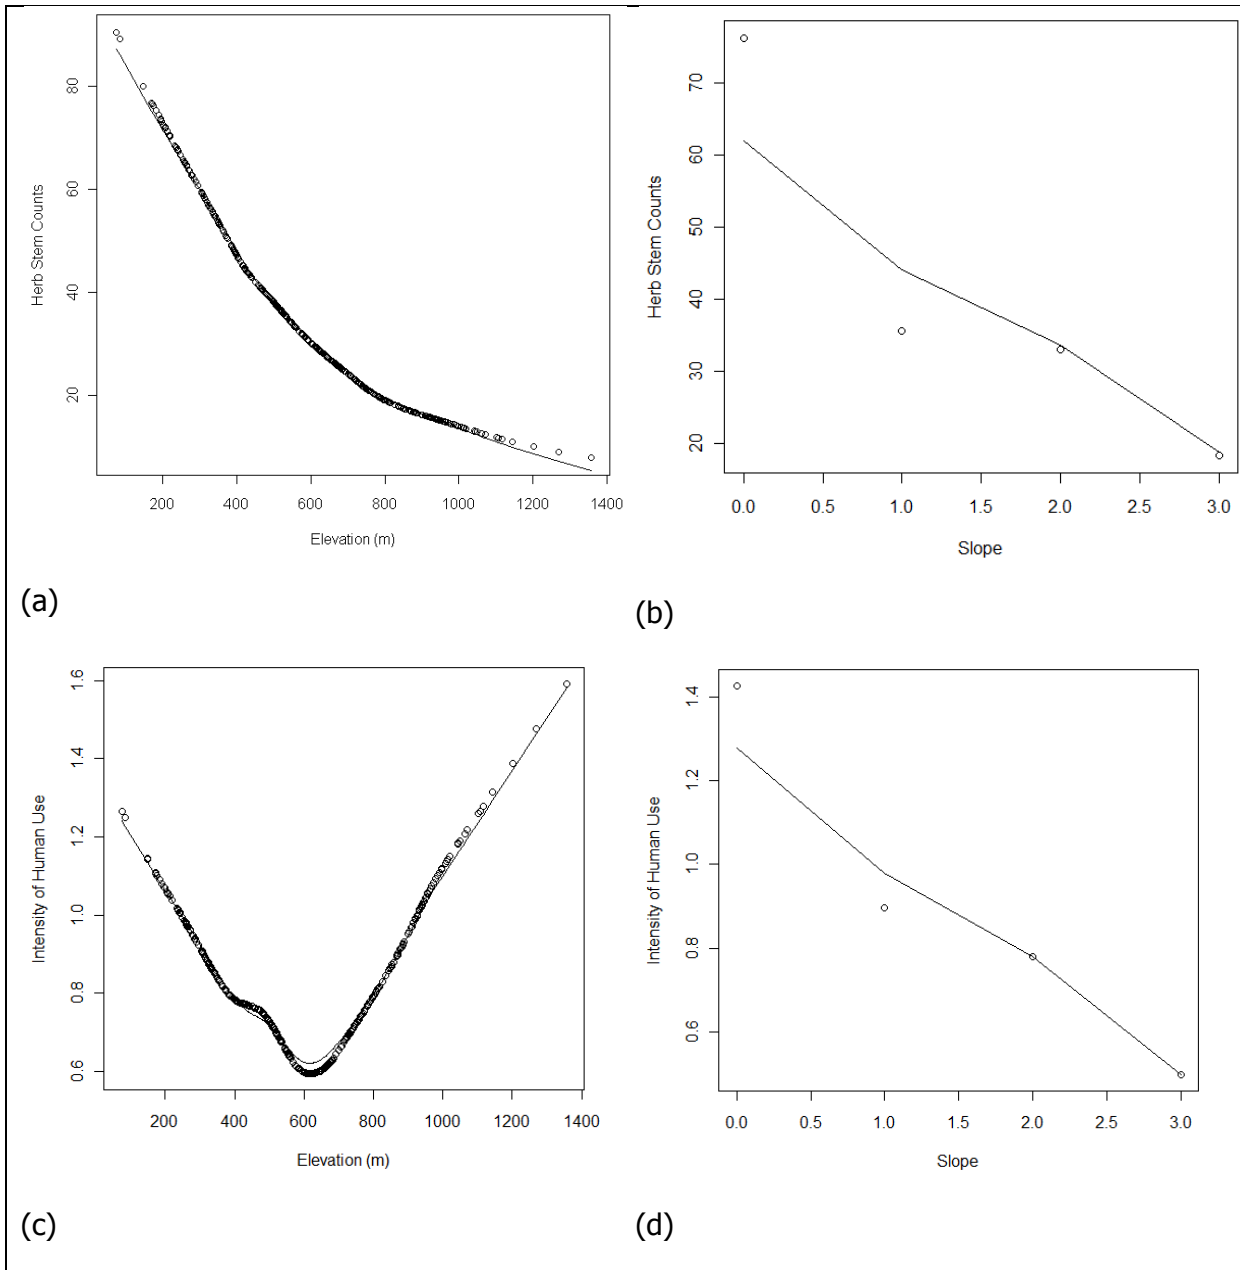 80
60
40
20
Herb Stem Counts
200 400 600 800 1000 1200 1400
Elevation (m)
(a)
70
60
50
40
30
20
Herb Stem Counts
0.0 0.5 1.0 1.5 2.0 2.5 3.0
Slope
(b)
1.6
1.4
1.2
1.0
0.8
0.6
Intensity of Human Use
200 400 600 800 1000 1200 1400
Elevation (m)
(c)
1.4
1.2
1.0
0.8
0.6
Intensity of Human Use
0.0 0.5 1.0 1.5 2.0 2.5 3.0
Slope
(d)